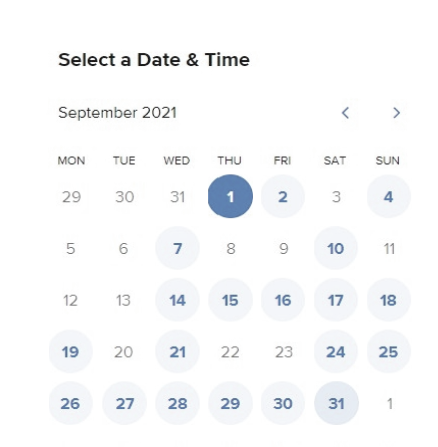 Select a Date & Time
September 2021
MON TUE WED THU FRI SAT SUN
29 30 31 1 2 3 4
5 6 7 8 9 10 11
12 13 14 15 16 17 18
19 20 21 22 23 24 25
26 27 28 29 30 31 1